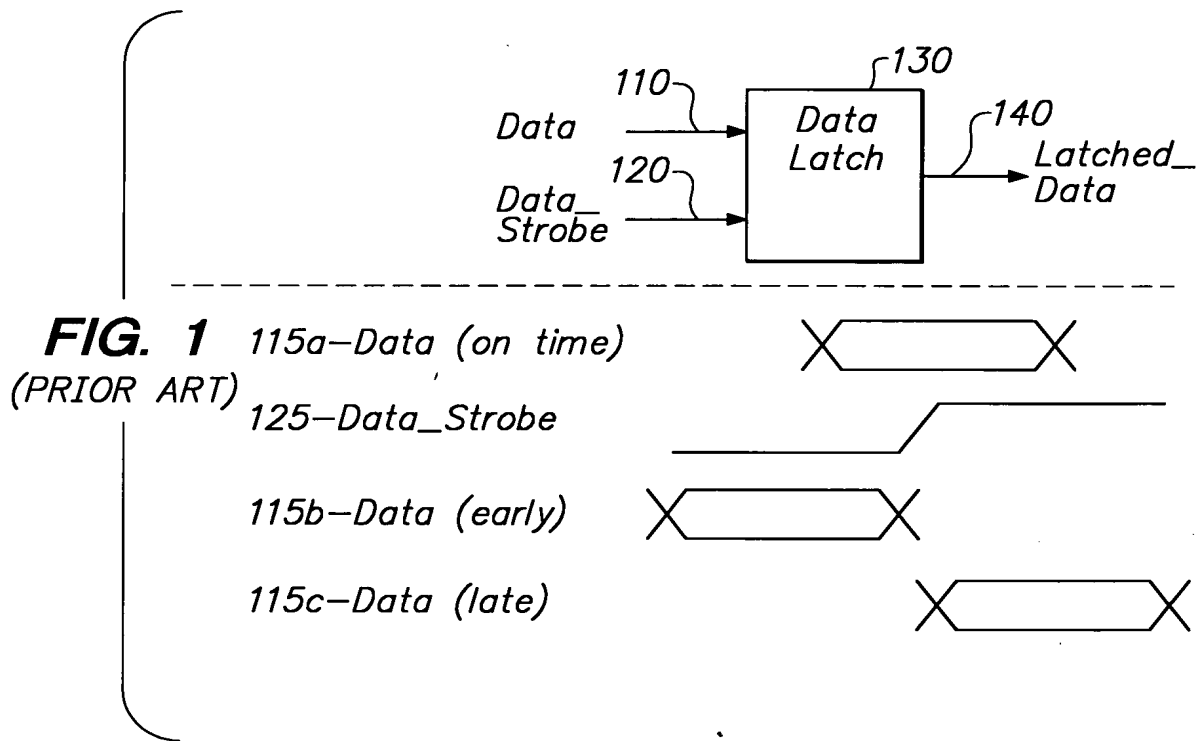 110
130
Data
Data
Latch
140
Latched_
Data
120
Data_
Strobe
FIG. 1
(PRIOR ART)
115a–Data (on time)
125–Data_Strobe
115b–Data (early)
115c–Data (late)